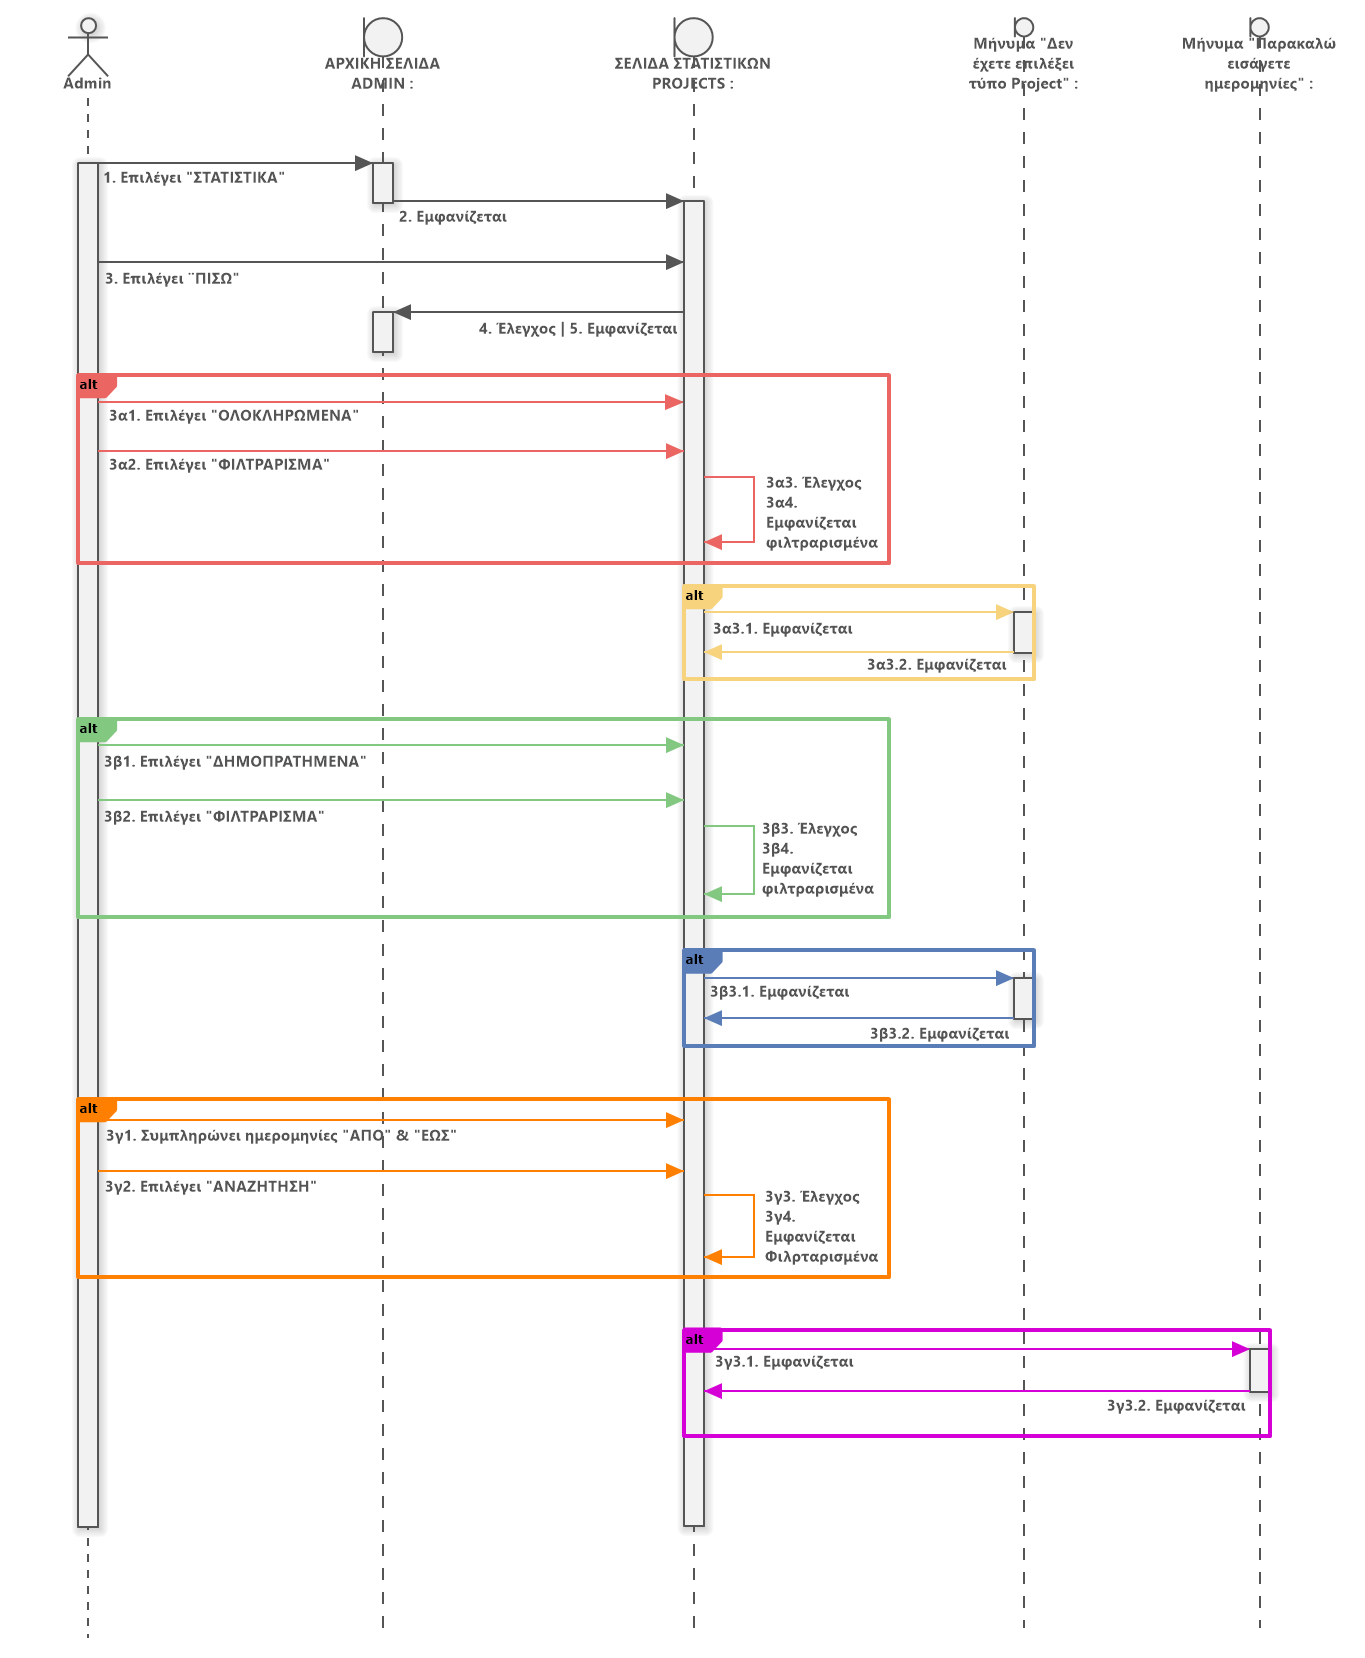 Admin
ΑΡΧΙΚΗ ΣΕΛΙΔΑ
ADMIN :
ΣΕΛΙΔΑ ΣΤΑΤΙΣΤΙΚΩΝ
PROJECTS :
Μήνυμα "Δεν
έχετε επιλέξει
τύπο Project" :
Μήνυμα "Παρακαλώ
εισάγετε
ημερομηνίες" :
1. Επιλέγει "ΣΤΑΤΙΣΤΙΚΑ"
2. Εμφανίζεται
3. Επιλέγει ¨ΠΙΣΩ"
4. Έλεγχος | 5. Εμφανίζεται
alt
3α1. Επιλέγει "ΟΛΟΚΛΗΡΩΜΕΝΑ"
3α2. Επιλέγει "ΦΙΛΤΡΑΡΙΣΜΑ"
3α3. Έλεγχος
3α4.
Εμφανίζεται
φιλτραρισμένα
alt
3α3.1. Εμφανίζεται
3α3.2. Εμφανίζεται
alt
3β1. Επιλέγει "ΔΗΜΟΠΡΑΤΗΜΕΝΑ"
3β2. Επιλέγει "ΦΙΛΤΡΑΡΙΣΜΑ"
3β3. Έλεγχος
3β4.
Εμφανίζεται
φιλτραρισμένα
alt
3β3.1. Εμφανίζεται
3β3.2. Εμφανίζεται
alt
3γ1. Συμπληρώνει ημερομηνίες "ΑΠΟ" & "ΕΩΣ"
3γ2. Επιλέγει "ΑΝΑΖΗΤΗΣΗ"
3γ3. Έλεγχος
3γ4.
Εμφανίζεται
Φιλρταρισμένα
alt
3γ3.1. Εμφανίζεται
3γ3.2. Εμφανίζεται